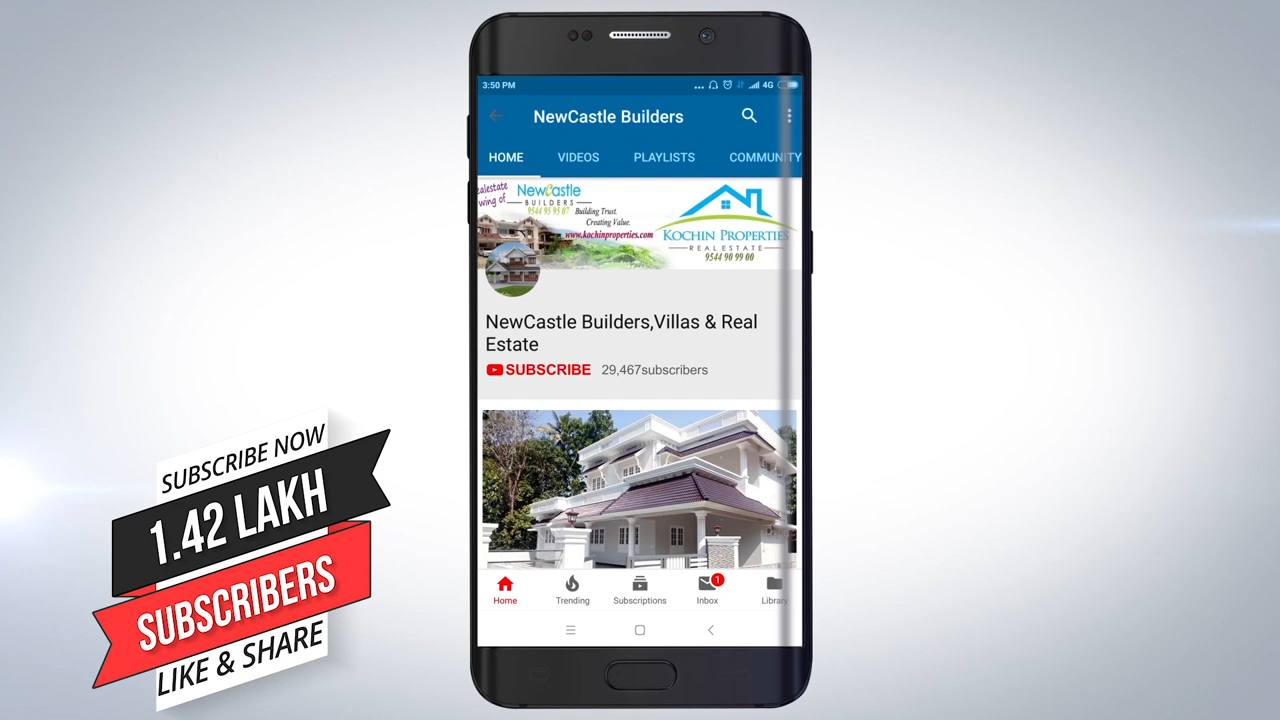 3:50 PM
4G
NewCastle Builders
HOME VIDEOS PLAYLISTS COMMUNITY
ealestate
wing of
NewCastle
BUILDERS
9544 95 95 07
Building Trust.
Creating Value.
www.kochinproperties.com
KOCHIN PROPERTIES
REAL ESTATE
9544 90 99 00
NewCastle Builders,Villas & Real
Estate
SUBSCRIBE 29,467subscribers
1
Home Trending Subscriptions Inbox Library
SUBSCRIBE NOW
1.42 LAKH
SUBSCRIBERS
LIKE & SHARE